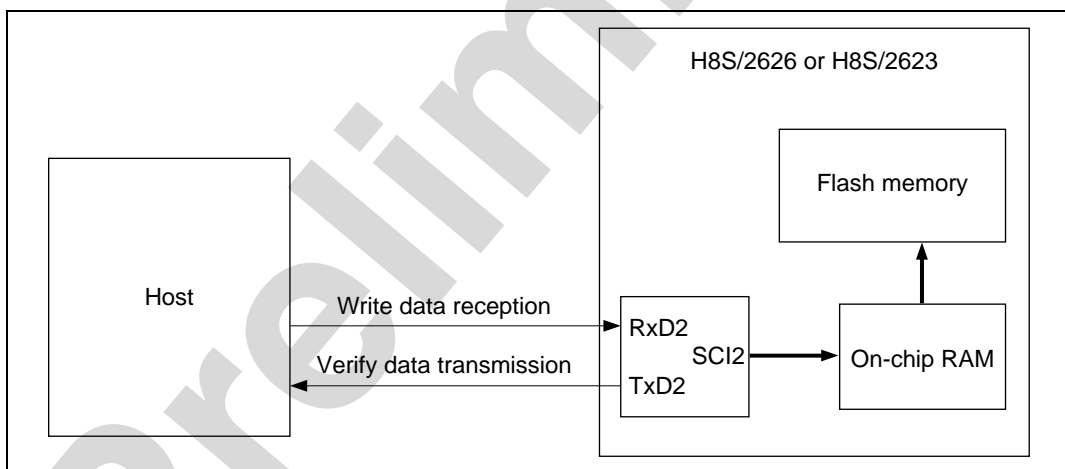 H8S/2626 or H8S/2623
Flash memory
Host
Write data reception
RxD2
SCI2
On-chip RAM
Verify data transmission
TxD2
Prelim